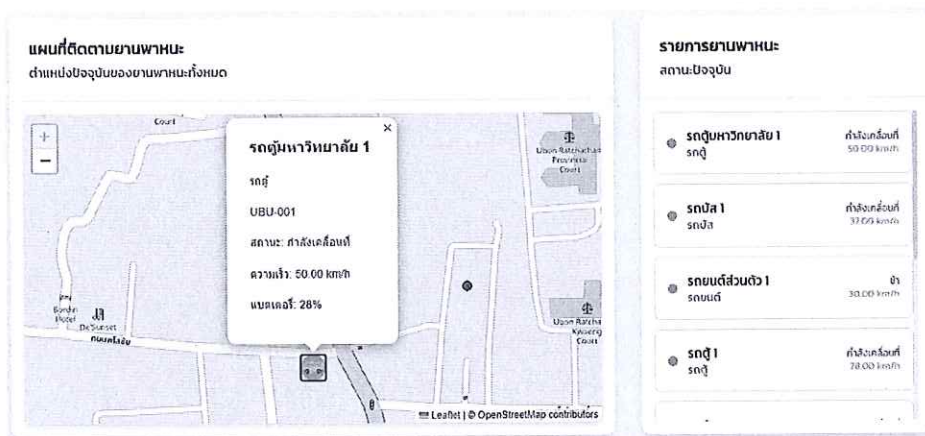 แผนที่ติดตามยานพาหนะ
ตำแหน่งปัจจุบันของยานพาหนะทั้งหมด
+
−
Court
×
รถตู้มหาวิทยาลัย 1
รถตู้
UBU-001
สถานะ: กำลังเคลื่อนที่
ความเร็ว: 50.00 km/h
แบตเตอรี่: 28%
Provincial
Court
Hotel
De Sunset
Ubon Ratcha
Court
Leaflet | © OpenStreetMap contributors
รายการยานพาหนะ
สถานะปัจจุบัน
รถตู้มหาวิทยาลัย 1
กำลังเคลื่อนที่
รถตู้
50.00 km/h
รถบัส 1
กำลังเคลื่อนที่
รถบัส
รถยนต์ส่วนตัว 1
ช้า
รถยนต์
30.00 km/h
รถตู้ 1
กำลังเคลื่อนที่
รถตู้